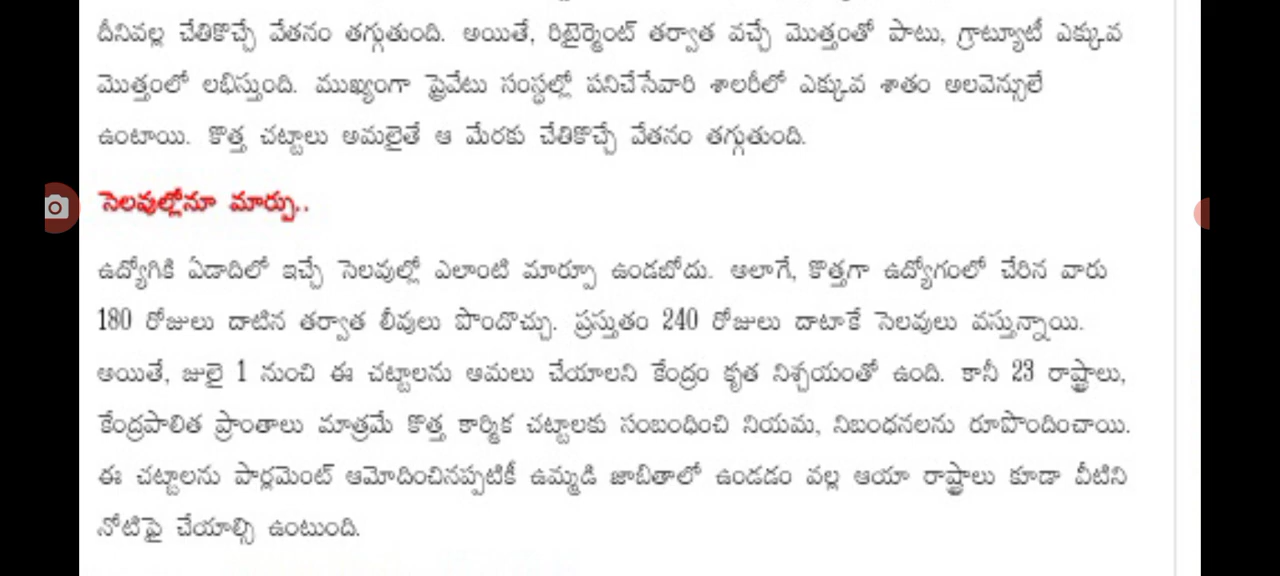 దీనివల్ల చేతికొచ్చే వేతనం తగ్గుతుంది. అయితే, రిటైర్మెంట్ తర్వాత వచ్చే మొత్తంతో పాటు, గ్రాట్యూటీ ఎక్కువ
మొత్తంలో లభిస్తుంది. ముఖ్యంగా ప్రైవేటు సంస్థల్లో పనిచేసేవారి శాలరీలో ఎక్కువ శాతం అలవెన్సులే
ఉంటాయి. కొత్త చట్టాలు అమలైతే ఆ మేరకు చేతికొచ్చే వేతనం తగ్గుతుంది.
సెలవుల్లోనూ మార్పు..
ఉద్యోగికి ఏడాదిలో ఇచ్చే సెలవుల్లో ఎలాంటి మార్పూ ఉండబోదు. అలాగే, కొత్తగా ఉద్యోగంలో చేరిన వారు
180 రోజులు దాటిన తర్వాత లీవులు పొందొచ్చు. ప్రస్తుతం 240 రోజులు దాటాకే సెలవులు వస్తున్నాయి.
అయితే, జులై 1 నుంచి ఈ చట్టాలను అమలు చేయాలని కేంద్రం కృత నిశ్చయంతో ఉంది. కానీ 23 రాష్ట్రాలు,
కేంద్రపాలిత ప్రాంతాలు మాత్రమే కొత్త కార్మిక చట్టాలకు సంబంధించి నియమ, నిబంధనలను రూపొందించాయి.
ఈ చట్టాలను పార్లమెంట్ ఆమోదించినప్పటికీ ఉమ్మడి జాబితాలో ఉండడం వల్ల ఆయా రాష్ట్రాలు కూడా వీటిని
నోటిఫై చేయాల్సి ఉంటుంది.